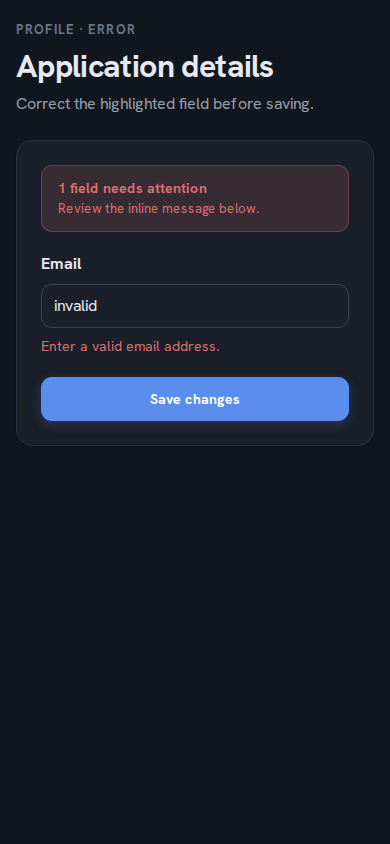 PROFILE · ERROR
Application details
Correct the highlighted field before saving.
1 field needs attention
Review the inline message below.
Email
invalid
Enter a valid email address.
Save changes